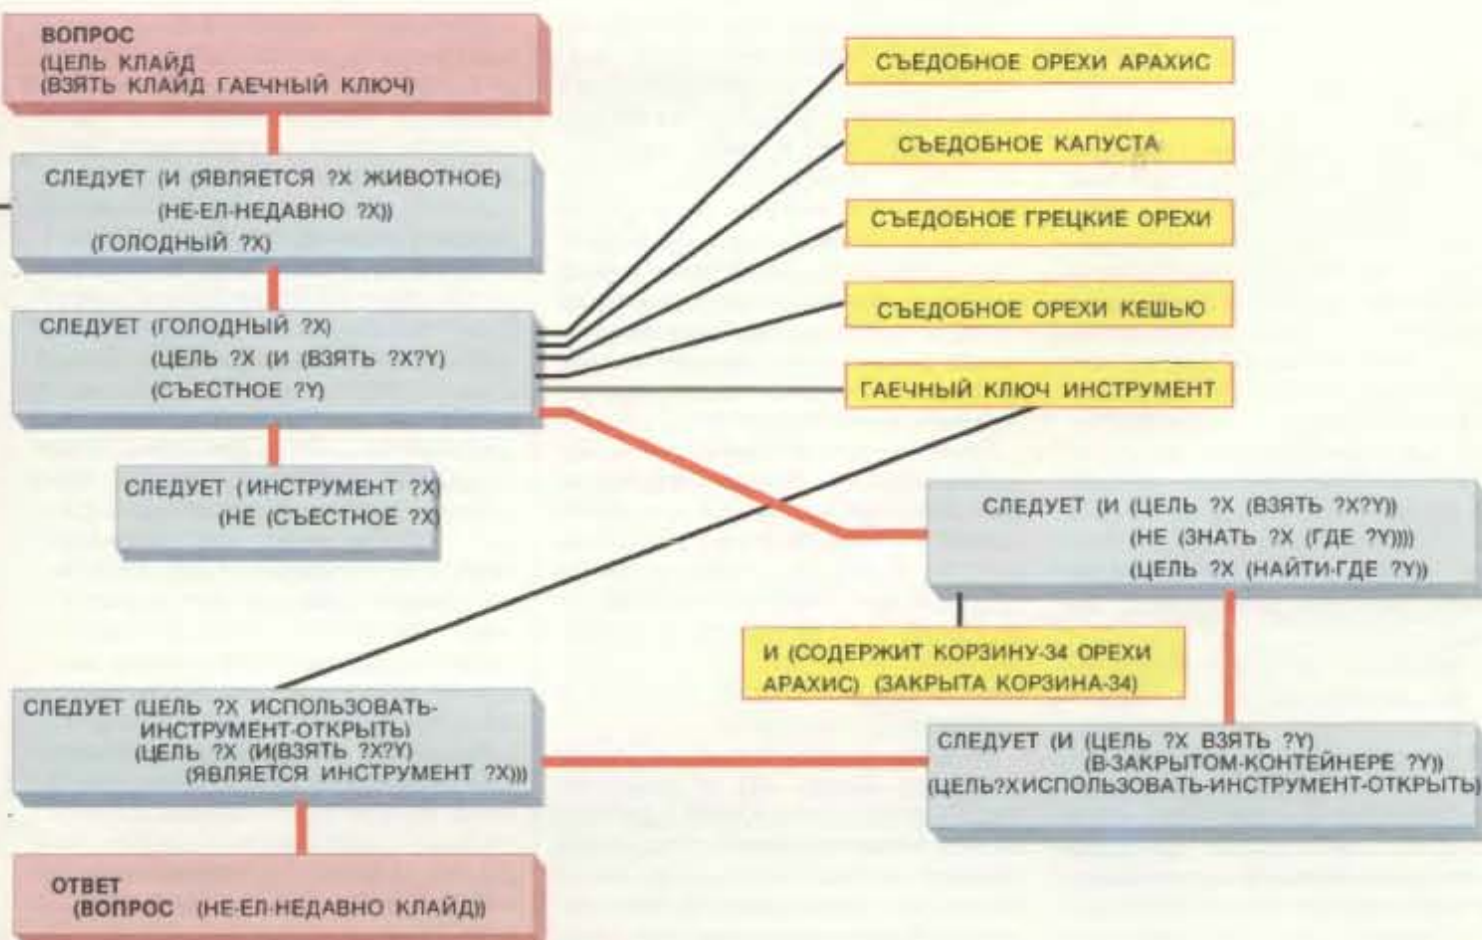 ВОПРОС
(ЦЕЛЬ КЛАЙД
(ВЗЯТЬ КЛАЙД ГАЕЧНЫЙ КЛЮЧ)
СЛЕДУЕТ (И (ЯВЛЯЕТСЯ ?X ЖИВОТНОЕ)
(НЕ-ЕЛ-НЕДАВНО ?X))
(ГОЛОДНЫЙ ?X)
СЛЕДУЕТ (ГОЛОДНЫЙ ?X)
(ЦЕЛЬ ?X (И (ВЗЯТЬ ?X?Y)
(СЪЕСТНОЕ ?Y)
СЛЕДУЕТ (ИНСТРУМЕНТ ?X)
(НЕ (СЪЕСТНОЕ ?X)
СЪЕДОБНОЕ ОРЕХИ АРАХИС
СЪЕДОБНОЕ КАПУСТА
СЪЕДОБНОЕ ГРЕЦКИЕ ОРЕХИ
СЪЕДОБНОЕ ОРЕХИ КЕШЬЮ
ГАЕЧНЫЙ КЛЮЧ ИНСТРУМЕНТ
СЛЕДУЕТ (И (ЦЕЛЬ ?X (ВЗЯТЬ ?X?Y))
(НЕ (ЗНАТЬ ?X (ГДЕ ?Y))))
(ЦЕЛЬ ?X (НАЙТИ-ГДЕ ?Y))
И (СОДЕРЖИТ КОРЗИНУ-34 ОРЕХИ
АРАХИС) (ЗАКРЫТА КОРЗИНА-34)
СЛЕДУЕТ (И (ЦЕЛЬ ?X ВЗЯТЬ ?Y)
(В-ЗАКРЫТОМ-КОНТЕЙНЕРЕ ?Y))
(ЦЕЛЬ?XИСПОЛЬЗОВАТЬ-ИНСТРУМЕНТ-ОТКРЫТЬ)
СЛЕДУЕТ (ЦЕЛЬ ?X ИСПОЛЬЗОВАТЬ-
ИНСТРУМЕНТ-ОТКРЫТЬ)
(ЦЕЛЬ ?X (И(ВЗЯТЬ ?X?Y)
(ЯВЛЯЕТСЯ ИНСТРУМЕНТ ?X)))
ОТВЕТ
(ВОПРОС (НЕ-ЕЛ-НЕДАВНО КЛАЙД))